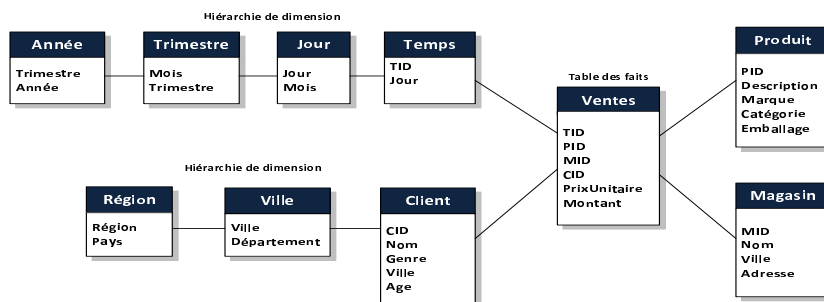 Hiérarchie de dimension
Année
Trimestre
Année
Trimestre
Mois
Trimestre
Jour
Jour
Mois
Temps
TID
Jour
Table des faits
Ventes
TID
PID
MID
CID
PrixUnitaire
Montant
Produit
PID
Description
Marque
Catégorie
Emballage
Hiérarchie de dimension
Région
Région
Pays
Ville
Ville
Département
Client
CID
Nom
Genre
Ville
Age
Magasin
MID
Nom
Ville
Adresse